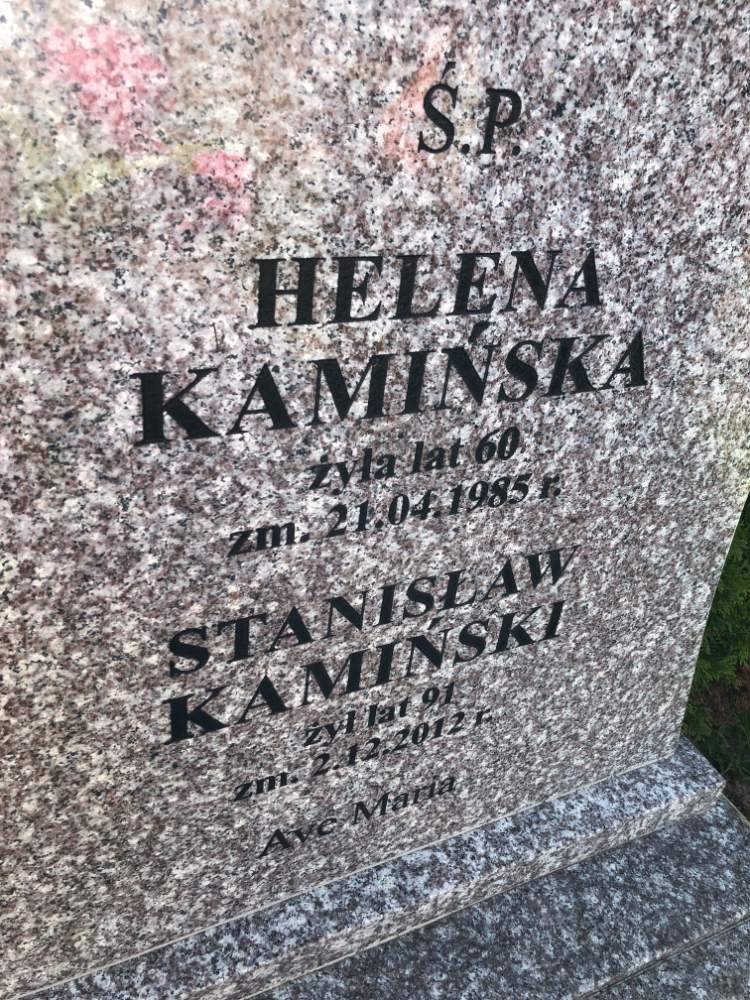 Ś.P.
HELENA
KAMIŃSKA
żyła lat 60
zm. 21.04.1985 r.
STANISŁAW
KAMIŃSKI
żył lat 91
zm. 2.12.2012 r.
Ave Maria